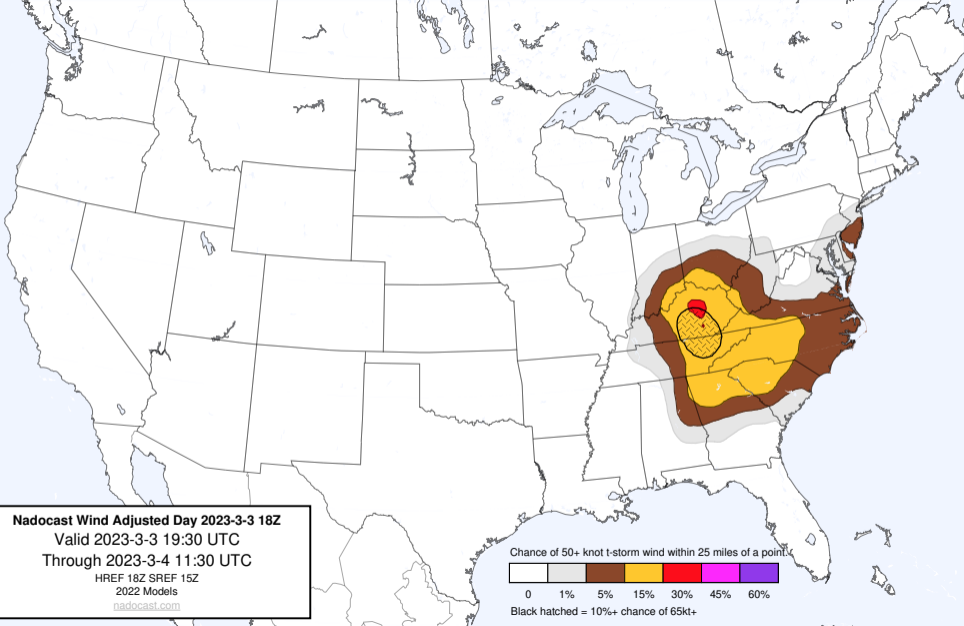 Nadocast Wind Adjusted Day 2023-3-3 18Z
Valid 2023-3-3 19:30 UTC
Through 2023-3-4 11:30 UTC
HREF 18Z SREF 15Z
2022 Models
nadocast.com
Chance of 50+ knot t-storm wind within 25 miles of a point.
0 1% 5% 15% 30% 45% 60%
Black hatched = 10%+ chance of 65kt+